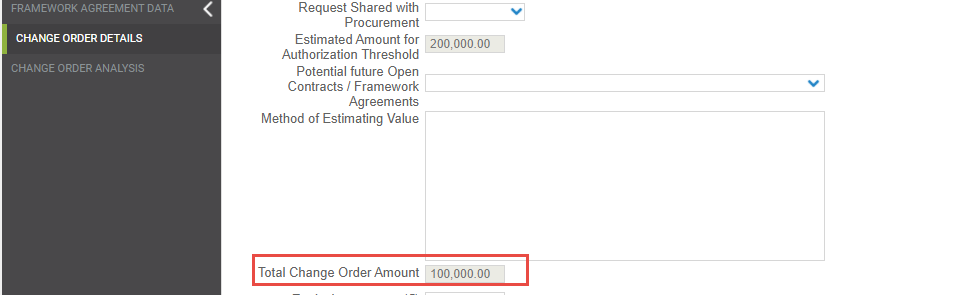 FRAMEWORK AGREEMENT DATA
CHANGE ORDER DETAILS
CHANGE ORDER ANALYSIS
Request Shared with
Procurement
Estimated Amount for
Authorization Threshold
200,000.00
Potential future Open
Contracts / Framework
Agreements
Method of Estimating Value
Total Change Order Amount
100,000.00